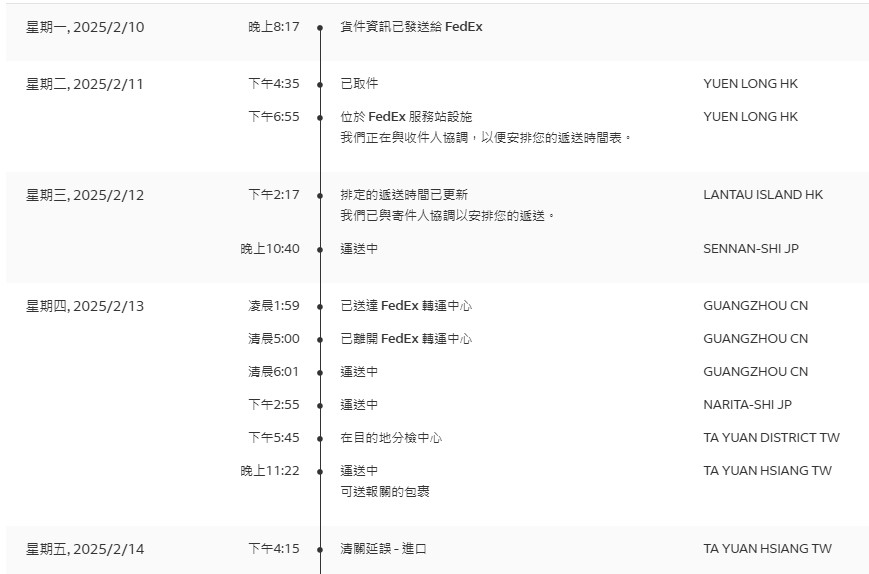 星期一, 2025/2/10 晚上8:17 貨件資訊已發送給 FedEx
星期二, 2025/2/11 下午4:35 已取件 YUEN LONG HK
下午6:55 位於 FedEx 服務站設施 YUEN LONG HK
我們正在與收件人協調，以便安排您的遞送時間表。
星期三, 2025/2/12 下午2:17 排定的遞送時間已更新 LANTAU ISLAND HK
我們已與寄件人協調以安排您的遞送。
晚上10:40 運送中 SENNAN-SHI JP
星期四, 2025/2/13 凌晨1:59 已送達 FedEx 轉運中心 GUANGZHOU CN
清晨5:00 已離開 FedEx 轉運中心 GUANGZHOU CN
清晨6:01 運送中 GUANGZHOU CN
下午2:55 運送中 NARITA-SHI JP
下午5:45 在目的地分檢中心 TA YUAN DISTRICT TW
晚上11:22 運送中 TA YUAN HSIANG TW
可送報關的包裹
星期五, 2025/2/14 下午4:15 清關延誤 - 進口 TA YUAN HSIANG TW